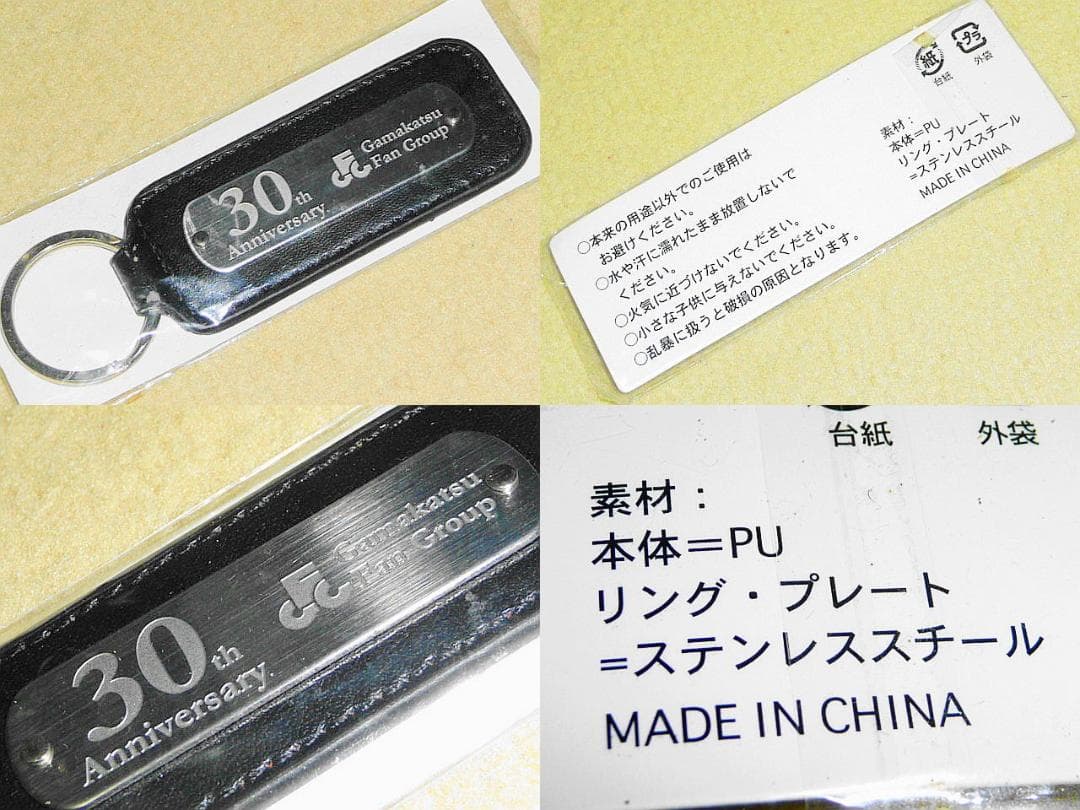 30th
Anniversary
Gamakatsu
Fan Group
紙
台紙
プラ
外袋
素材：
本体＝PU
リング・プレート
=ステンレススチール
MADE IN CHINA
○本来の用途以外でのご使用は
お避けください。
○水や汗に濡れたまま放置しないで
ください。
○火気に近づけないでください。
○小さな子供に与えないでください。
○乱暴に扱うと破損の原因となります。
30th
Anniversary
Gamakatsu
Fan Group
台紙
外袋
素材：
本体＝PU
リング・プレート
=ステンレススチール
MADE IN CHINA